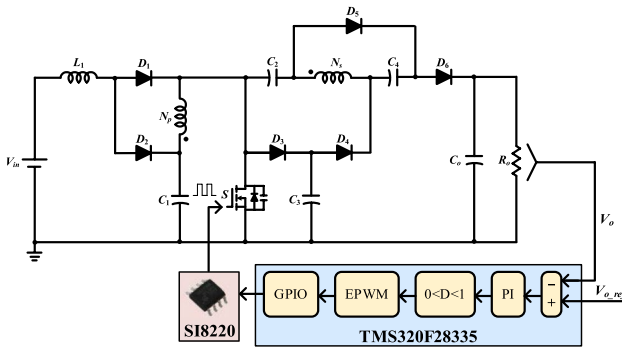 D5
L1
D1
C2
Ns
C4
D6
Np
D2
D3
D4
Vin
C1
S
C3
Co
Ro
Vo
SI8220
GPIO
EPWM
0<D<1
PI
−
+
Vo_re
TMS320F28335